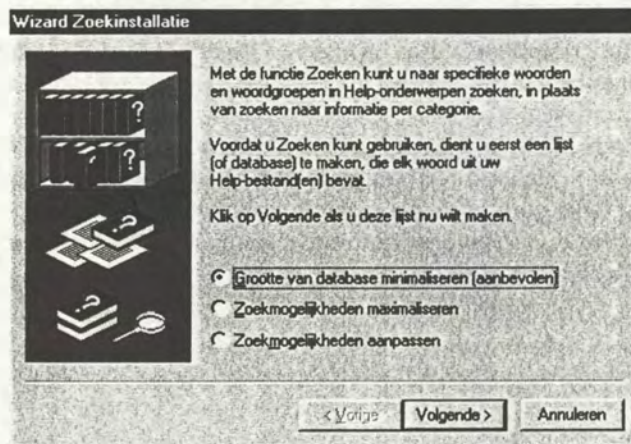 Wizard Zoekinstallatie
Met de functie Zoeken kunt u naar specifieke woorden
en woordgroepen in Help-onderwerpen zoeken, in plaats
van zoeken naar informatie per categorie.
Voordat u Zoeken kunt gebruiken, dient u eerst een lijst
(of database) te maken, die elk woord uit uw
Help-bestand(en) bevat.
Klik op Volgende als u deze lijst nu wilt maken.
Grootte van database minimaliseren (aanbevolen)
Zoekmogelijkheden maximaliseren
Zoekmogelijkheden aanpassen
< Vorige Volgende > Annuleren